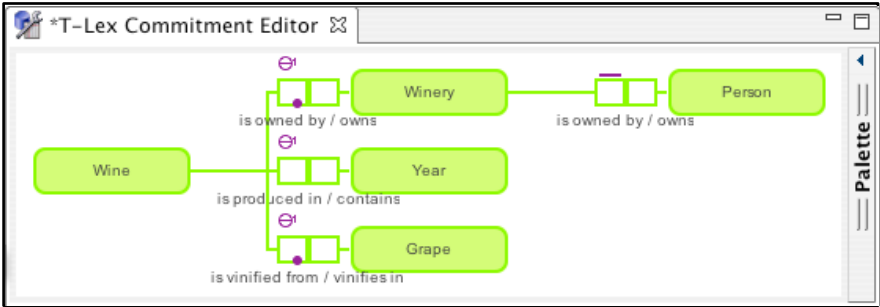 *T-Lex Commitment Editor
Winery
Person
is owned by / owns
is owned by / owns
Wine
Year
is produced in / contains
Grape
is vinified from / vinifies in
Palette